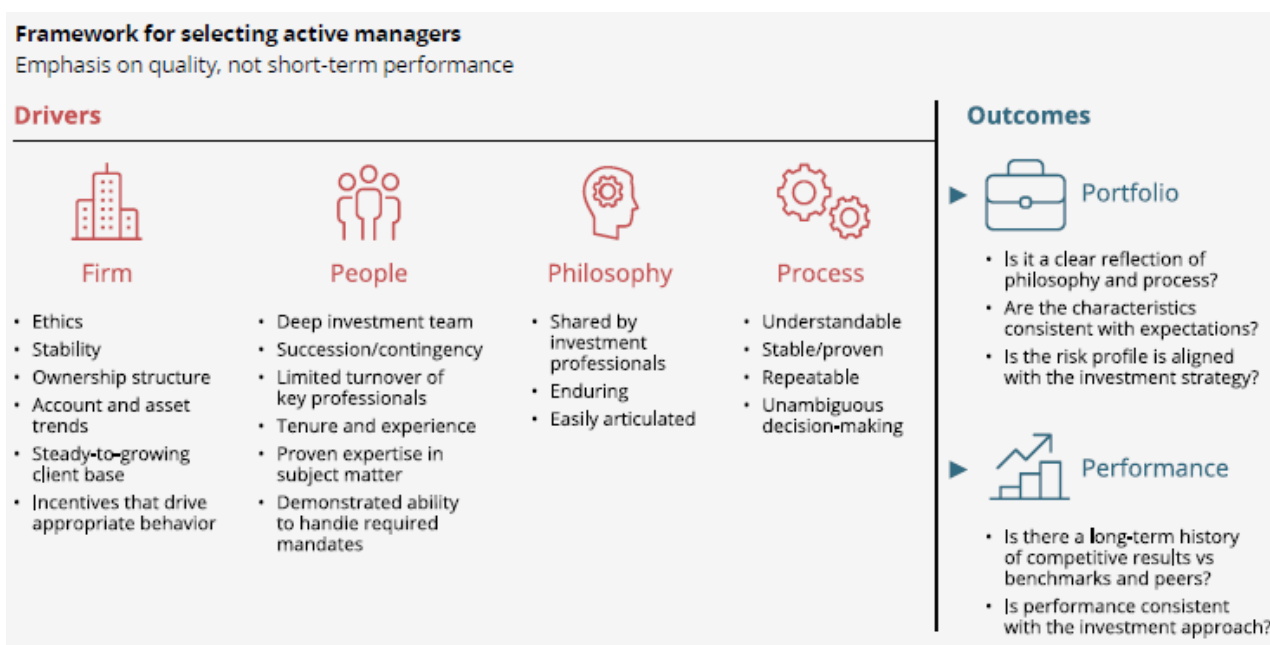 Framework for selecting active managers
Emphasis on quality, not short-term performance
Drivers
Firm
• Ethics
• Stability
• Ownership structure
• Account and asset
trends
• Steady-to-growing
client base
• Incentives that drive
appropriate behavior
People
• Deep investment team
• Succession/contingency
• Limited turnover of
key professionals
• Tenure and experience
• Proven expertise in
subject matter
• Demonstrated ability
to handie required
mandates
Philosophy
• Shared by
investment
professionals
• Enduring
• Easily articulated
Process
• Understandable
• Stable/proven
• Repeatable
• Unambiguous
decision-making
Outcomes
Portfolio
• Is it a clear reflection of
philosophy and process?
• Are the characteristics
consistent with expectations?
• Is the risk profile is aligned
with the investment strategy?
Performance
• Is there a long-term history
of competitive results vs
benchmarks and peers?
• Is performance consistent
with the investment approach?